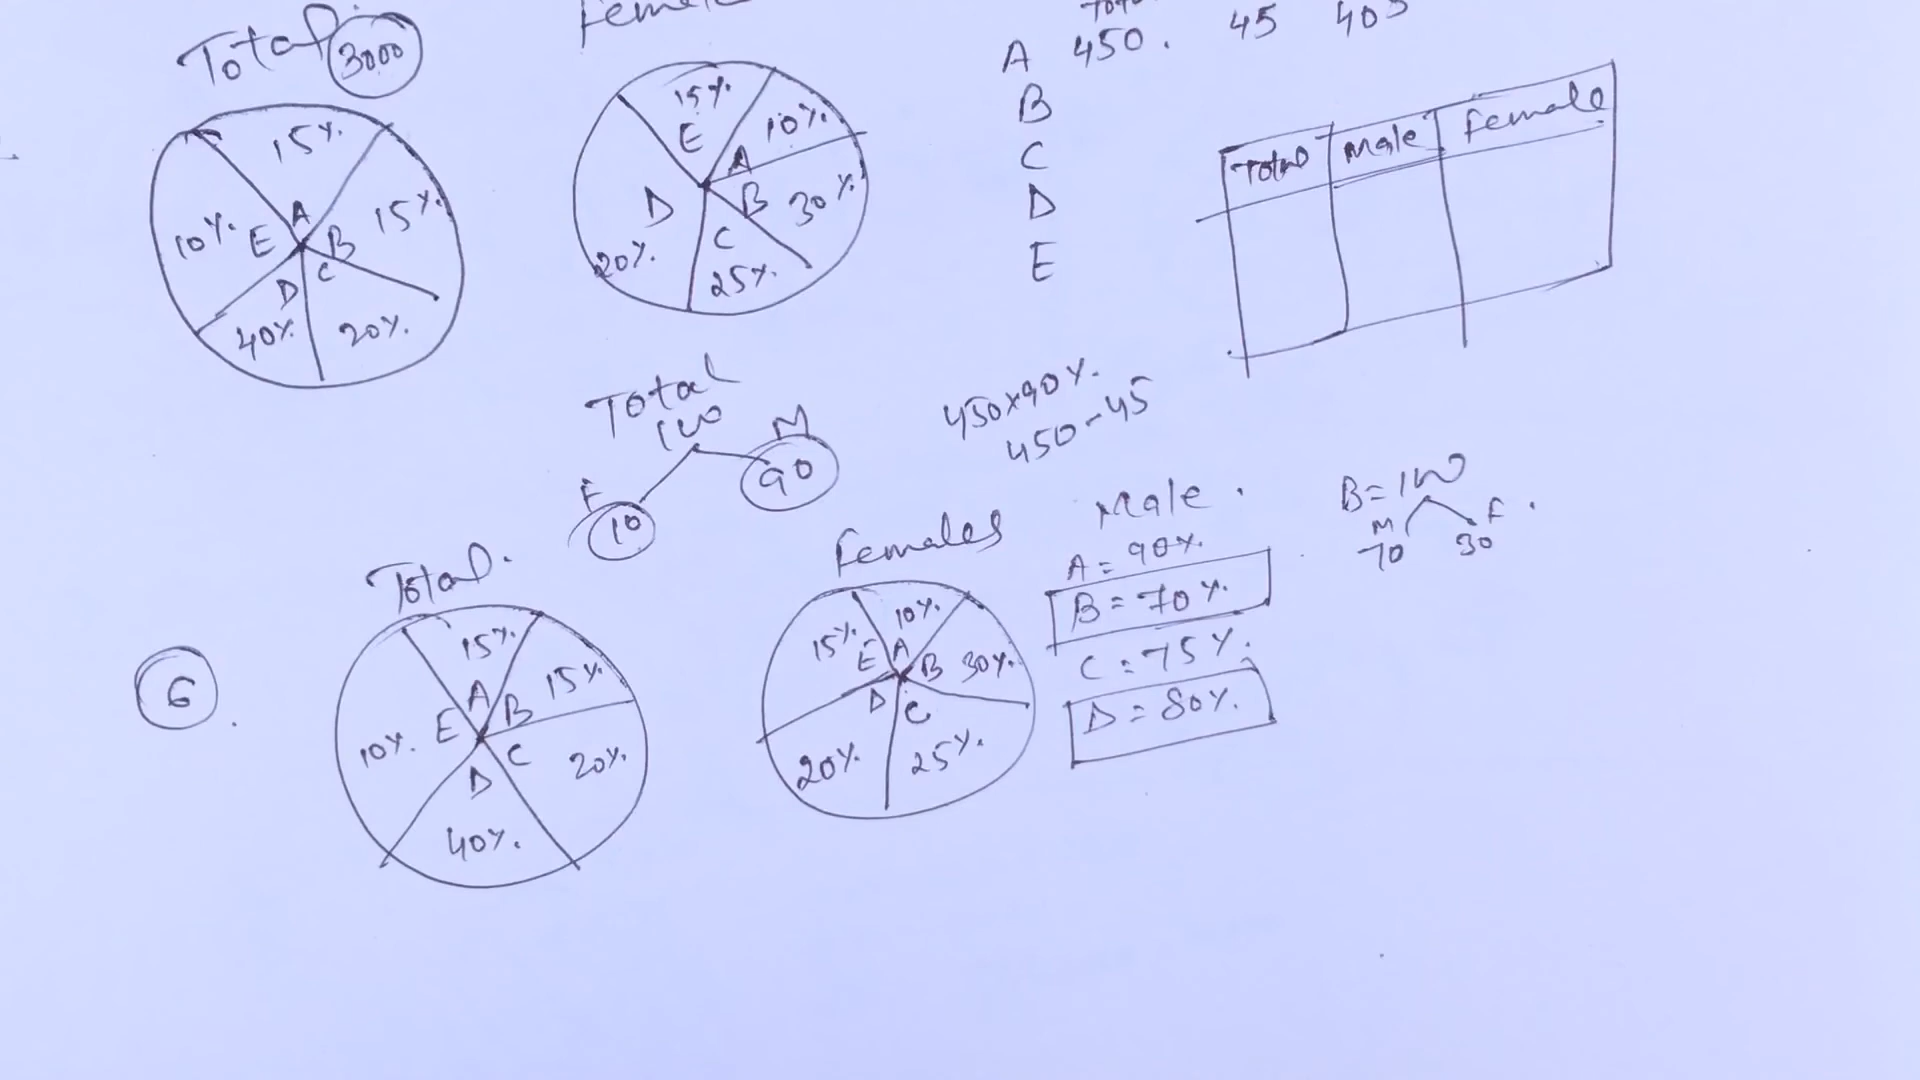 Total 3000
Female
Total
A 450. 45 405
B
C
D
E
15%.
10%. E A B 15%.
D C
40%. 20%.
15%.
E 10%.
A
D B 30%.
C
20%. 25%.
Total Male Female
Total
100
F M
10 90
450x90%.
450-45
Male.
A = 90%.
B = 70%.
C = 75%.
D = 80%.
B = 100
M F.
70 30
6.
Total.
15%.
A 15%.
10%. E B
D C 20%.
40%.
Females
10%.
15%. E A B 30%.
D C
20%. 25%.